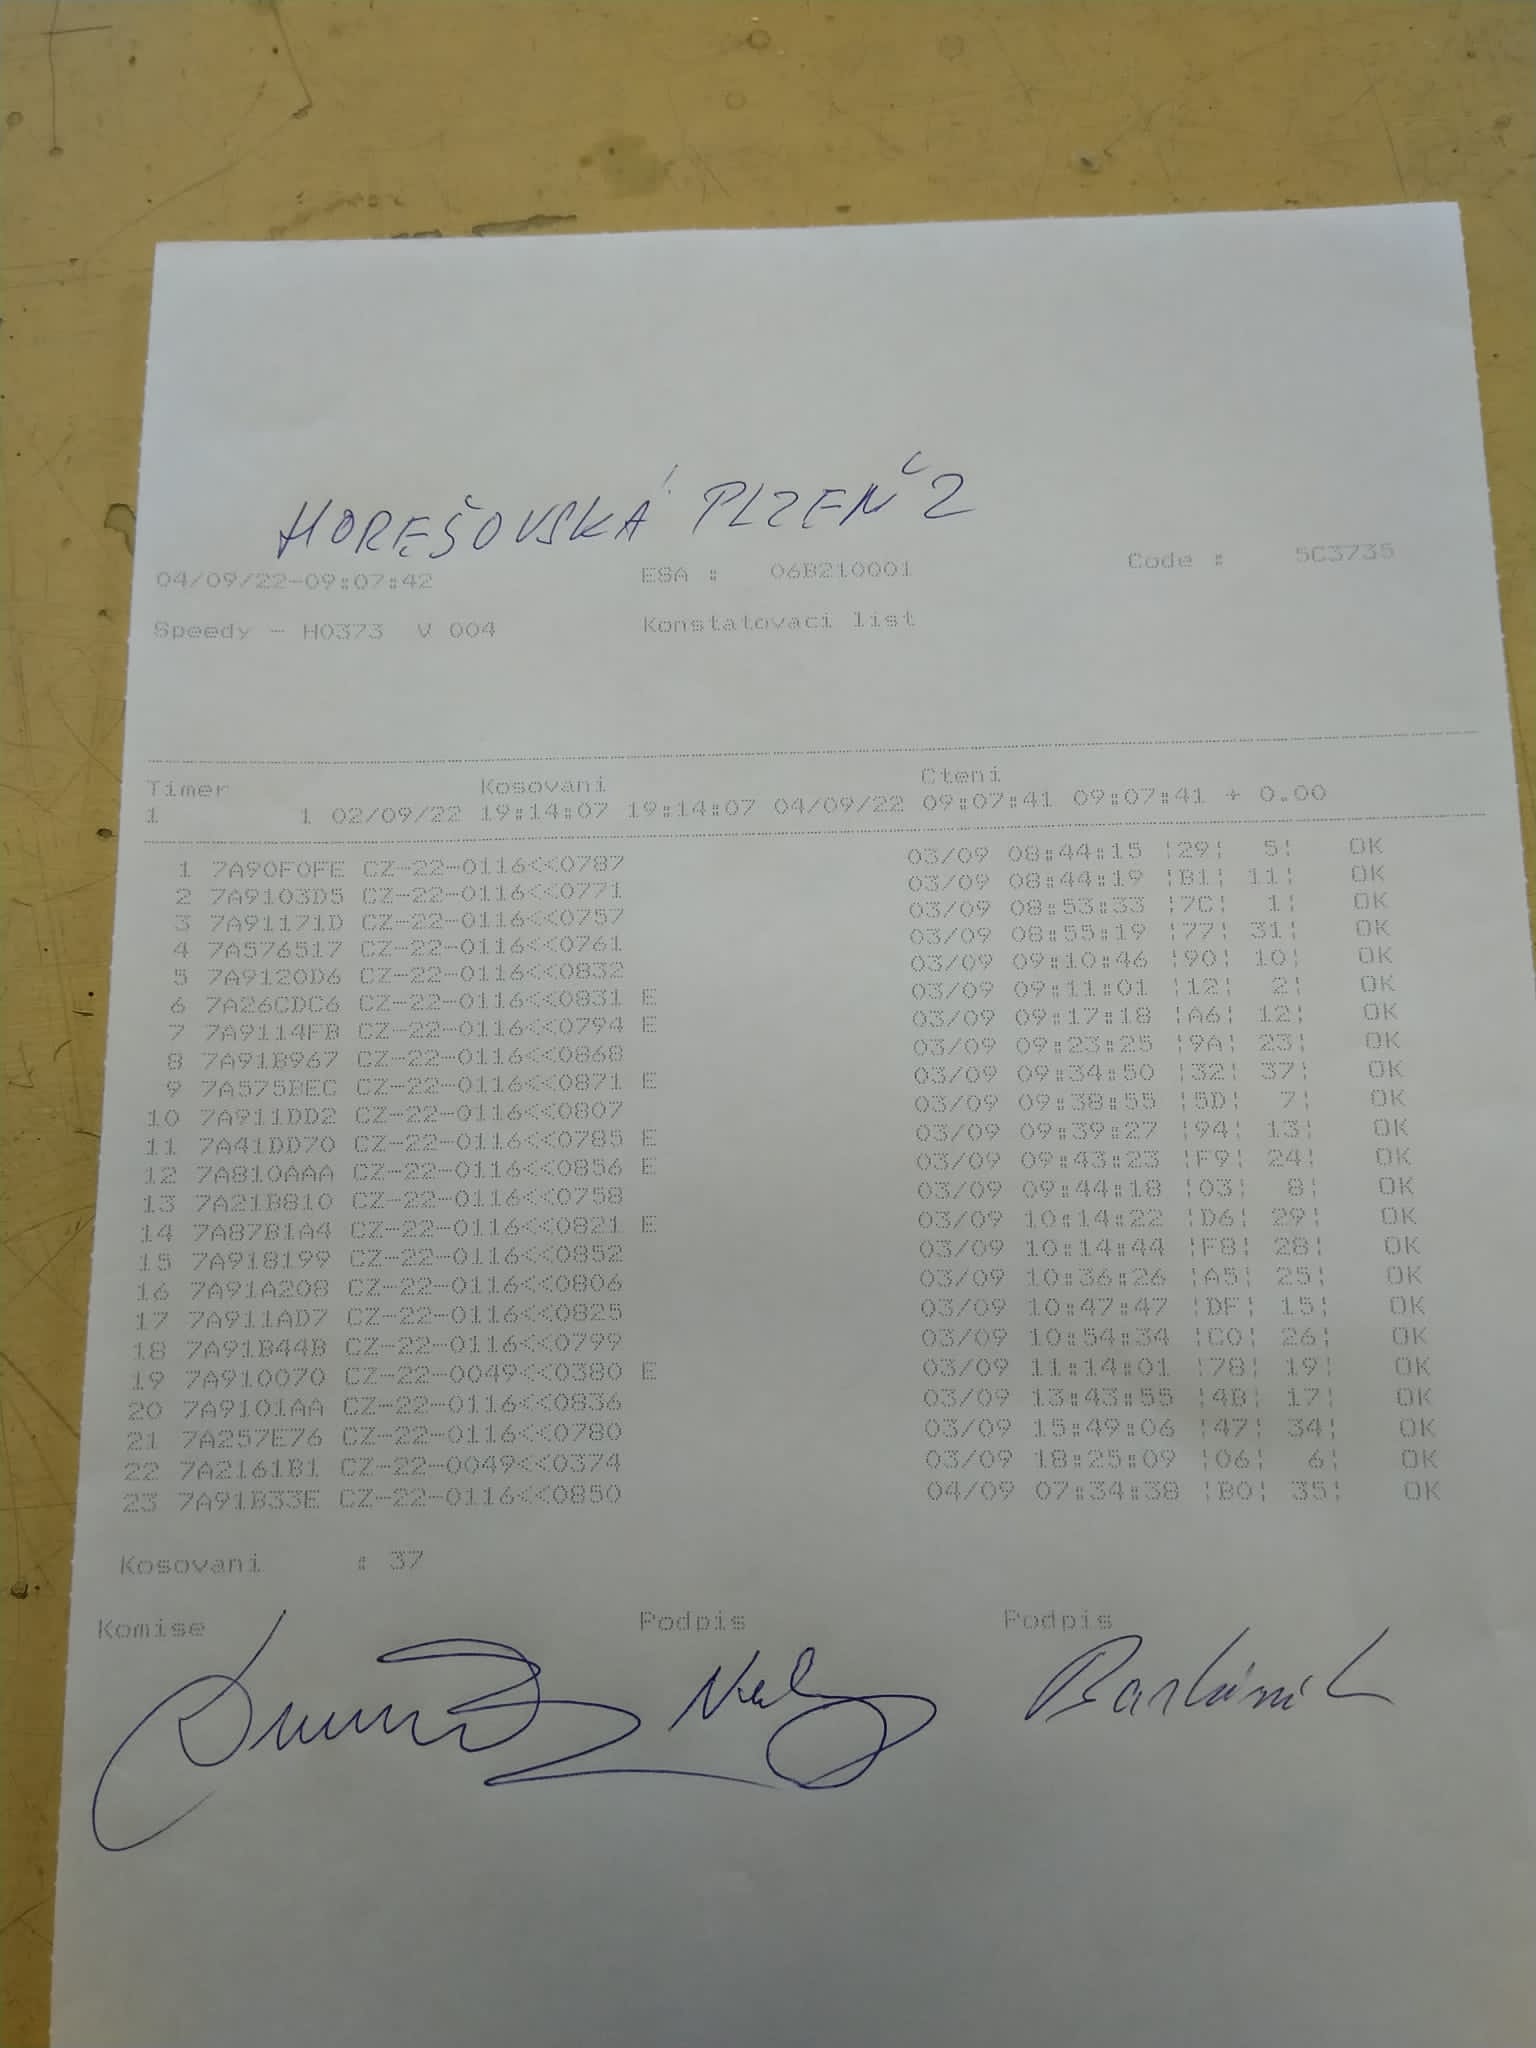 HOREŠOVSKÁ PLZEŇ 2
04/09/22-09:07:42 ESA : 06B210001 Code : 5C3735
Speedy - H0373 V 004 Konstatovaci list
Timer Kosovani Cteni
1 1 02/09/22 19:14:07 19:14:07 04/09/22 09:07:41 09:07:41 + 0.00
1 7A90F0FE CZ-22-0116<<0787 03/09 08:44:15 ¦29¦ 5¦ OK
2 7A9103D5 CZ-22-0116<<0771 03/09 08:44:19 ¦B1¦ 11¦ OK
3 7A91171D CZ-22-0116<<0757 03/09 08:53:33 ¦7C¦ 1¦ OK
4 7A576517 CZ-22-0116<<0761 03/09 08:55:19 ¦77¦ 31¦ OK
5 7A9120D6 CZ-22-0116<<0832 03/09 09:10:46 ¦90¦ 10¦ OK
6 7A26CDC6 CZ-22-0116<<0831 E 03/09 09:11:01 ¦12¦ 2¦ OK
7 7A9114FB CZ-22-0116<<0794 E 03/09 09:17:18 ¦A6¦ 12¦ OK
8 7A91B967 CZ-22-0116<<0868 03/09 09:23:25 ¦9A¦ 23¦ OK
9 7A575BEC CZ-22-0116<<0871 E 03/09 09:34:50 ¦32¦ 37¦ OK
10 7A911DD2 CZ-22-0116<<0807 03/09 09:38:55 ¦5D¦ 7¦ OK
11 7A41DD70 CZ-22-0116<<0785 E 03/09 09:39:27 ¦94¦ 13¦ OK
12 7A810AAA CZ-22-0116<<0856 E 03/09 09:43:23 ¦F9¦ 24¦ OK
13 7A21B810 CZ-22-0116<<0758 03/09 09:44:18 ¦03¦ 8¦ OK
14 7A87B1A4 CZ-22-0116<<0821 E 03/09 10:14:22 ¦D6¦ 29¦ OK
15 7A918199 CZ-22-0116<<0852 03/09 10:14:44 ¦F8¦ 28¦ OK
16 7A91A208 CZ-22-0116<<0806 03/09 10:36:26 ¦A5¦ 25¦ OK
17 7A911AD7 CZ-22-0116<<0825 03/09 10:47:47 ¦DF¦ 15¦ OK
18 7A91B44B CZ-22-0116<<0799 03/09 10:54:34 ¦C0¦ 26¦ OK
19 7A910070 CZ-22-0049<<0380 E 03/09 11:14:01 ¦78¦ 19¦ OK
20 7A9101AA CZ-22-0116<<0836 03/09 13:43:55 ¦4B¦ 17¦ OK
21 7A257E76 CZ-22-0116<<0780 03/09 15:49:06 ¦47¦ 34¦ OK
22 7A2161B1 CZ-22-0049<<0374 03/09 18:25:09 ¦06¦ 6¦ OK
23 7A91B33E CZ-22-0116<<0850 04/09 07:34:38 ¦B0¦ 35¦ OK
Kosovani : 37
Komise Podpis Podpis